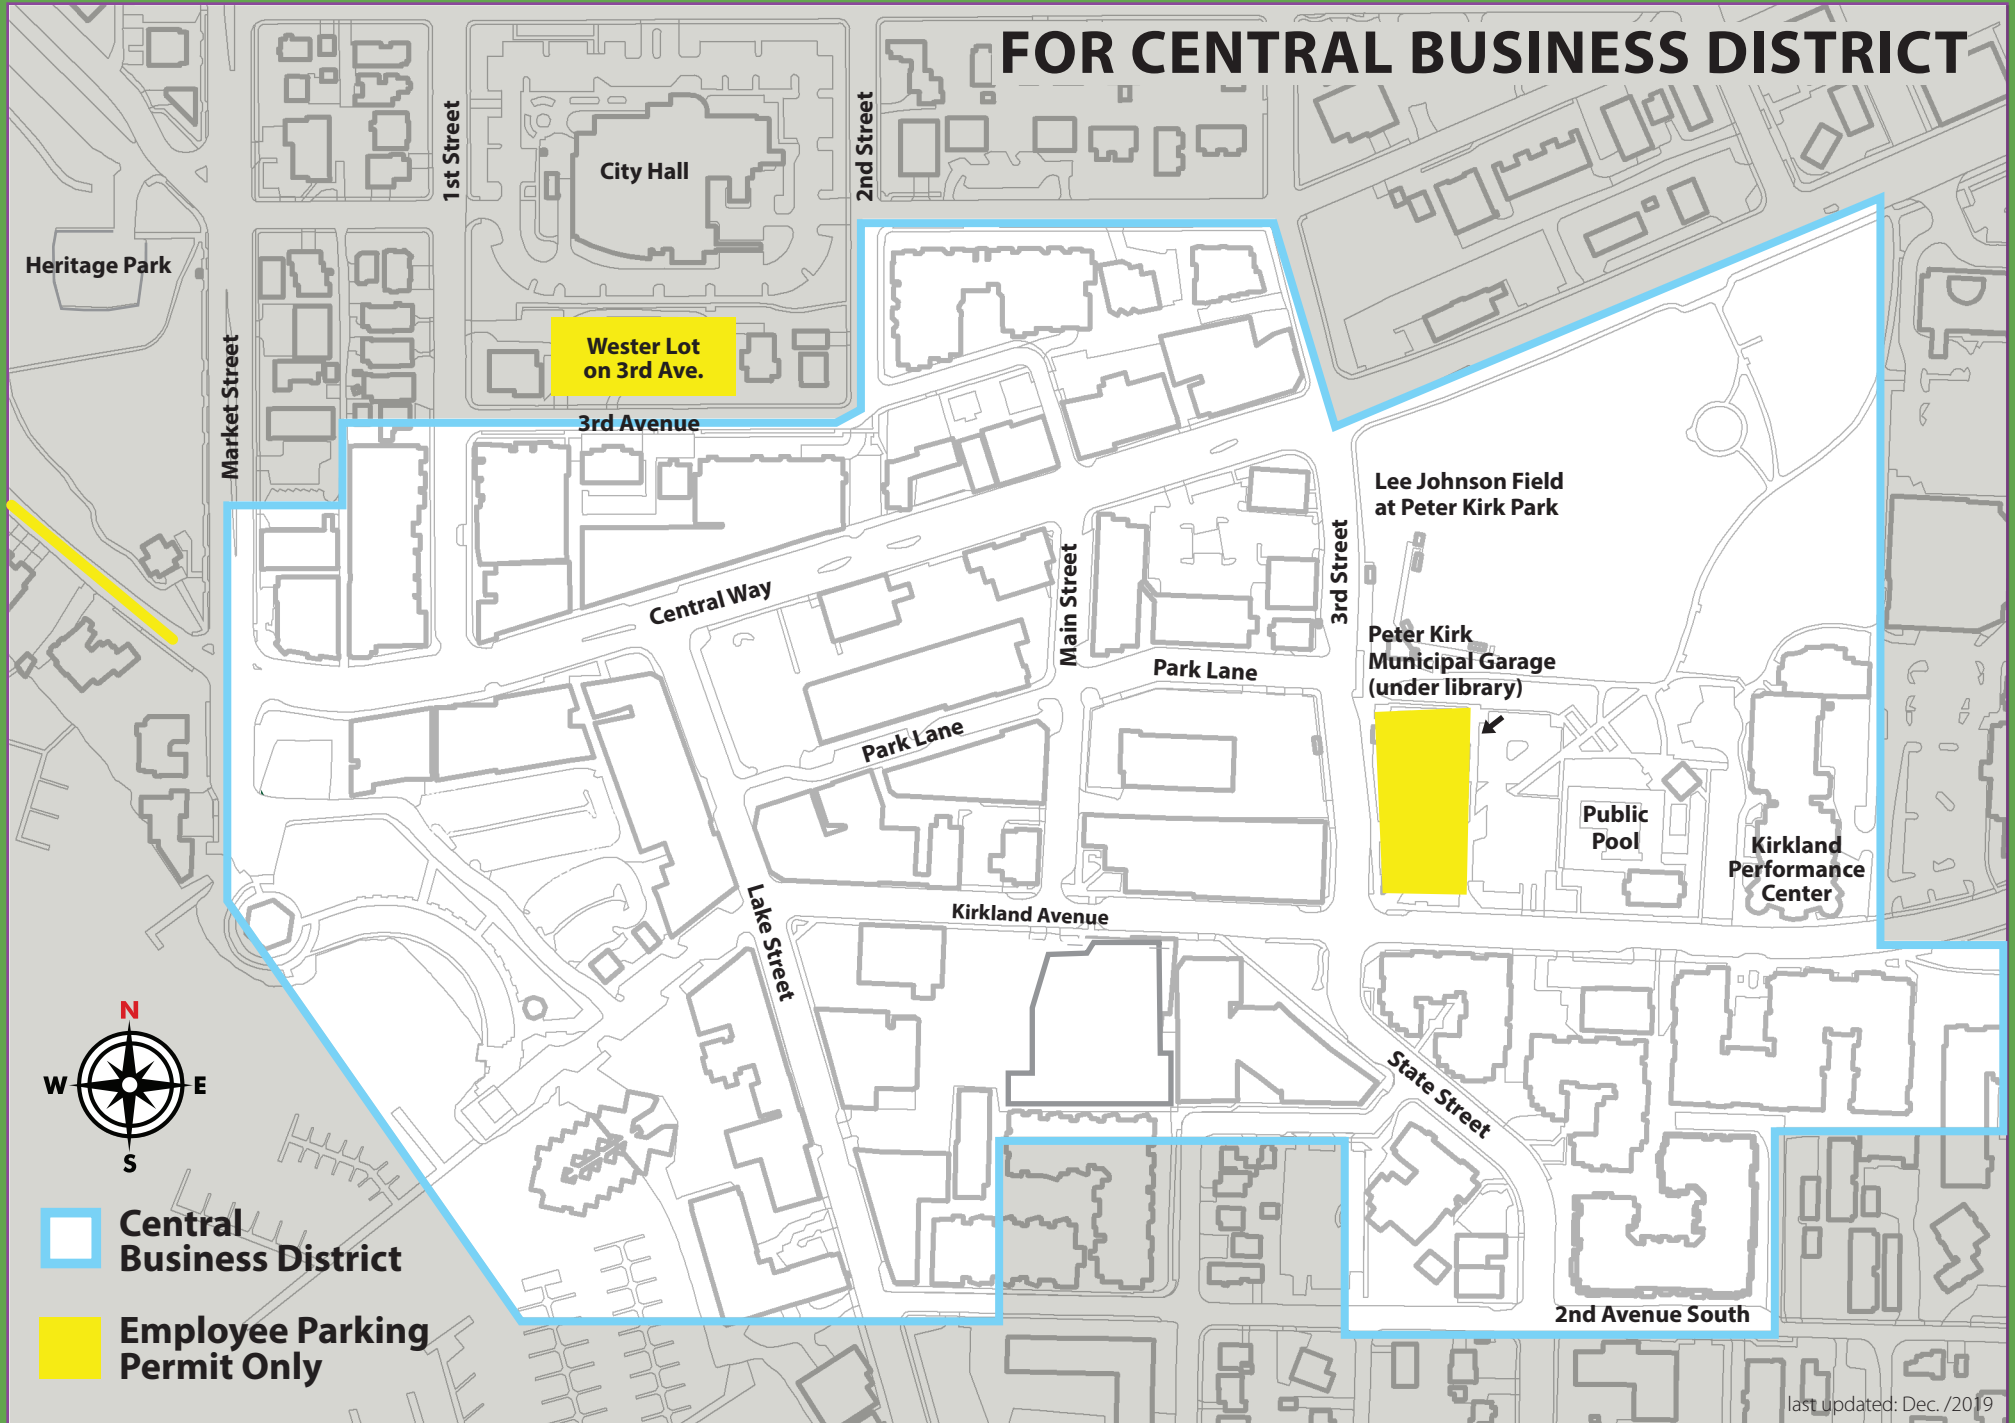 FOR CENTRAL BUSINESS DISTRICT
1st Street
2nd Street
City Hall
Heritage Park
Market Street
Wester Lot
on 3rd Ave.
3rd Avenue
Lee Johnson Field
at Peter Kirk Park
3rd Street
Central Way
Main Street
Peter Kirk
Municipal Garage
(under library)
Park Lane
Park Lane
Public
Pool
Kirkland
Performance
Center
Lake Street
Kirkland Avenue
State Street
N
W
E
S
Central
Business District
Employee Parking
Permit Only
2nd Avenue South
last updated: Dec. /2019